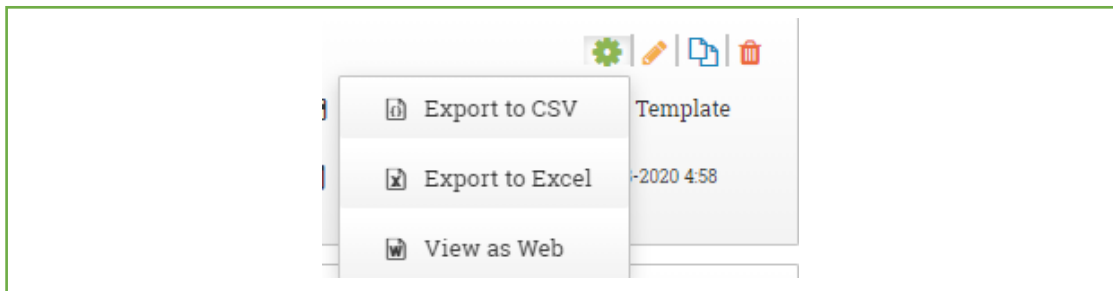 Export to CSV
Template
Export to Excel
-2020 4:58
View as Web